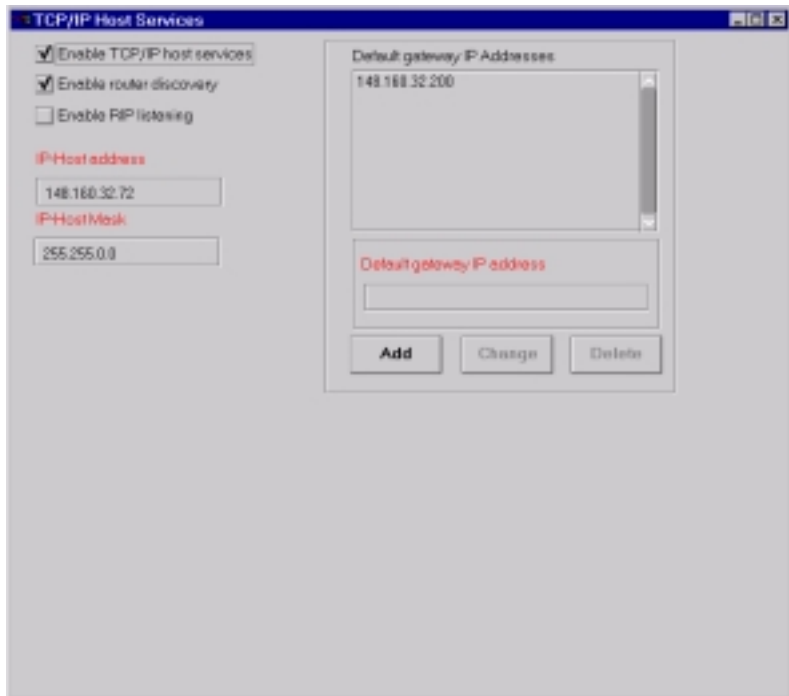 TCP/IP Host Services
Enable TCP/IP host services
Enable router discovery
Enable RIP listening
IP-Host address
148.160.32.72
IP-Host Mask
255.255.0.0
Default gateway IP Addresses
148.160.32.200
Default gateway IP address
Add
Change
Delete